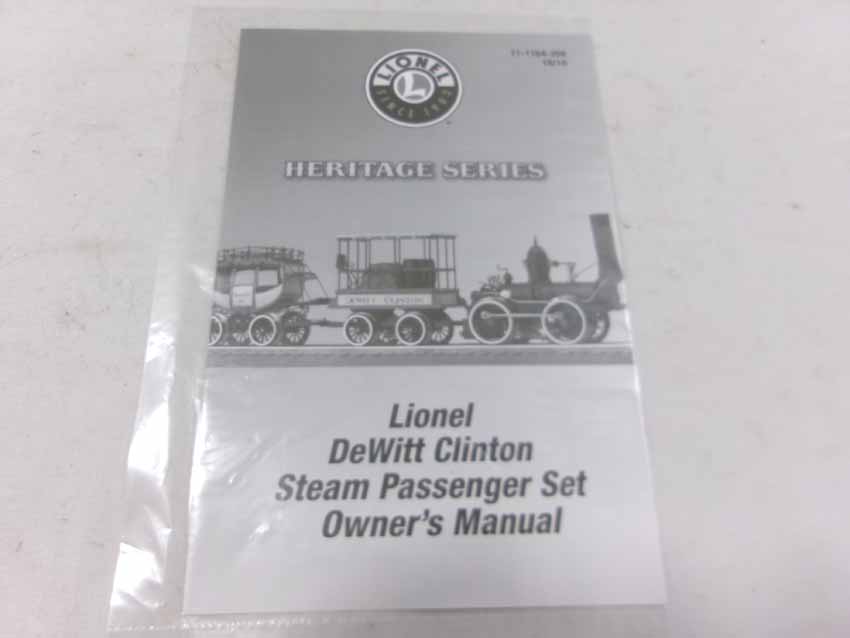 LIONEL
L
SINCE 1900
HERITAGE SERIES
DEWITT CLINTON
Lionel
DeWitt Clinton
Steam Passenger Set
Owner's Manual